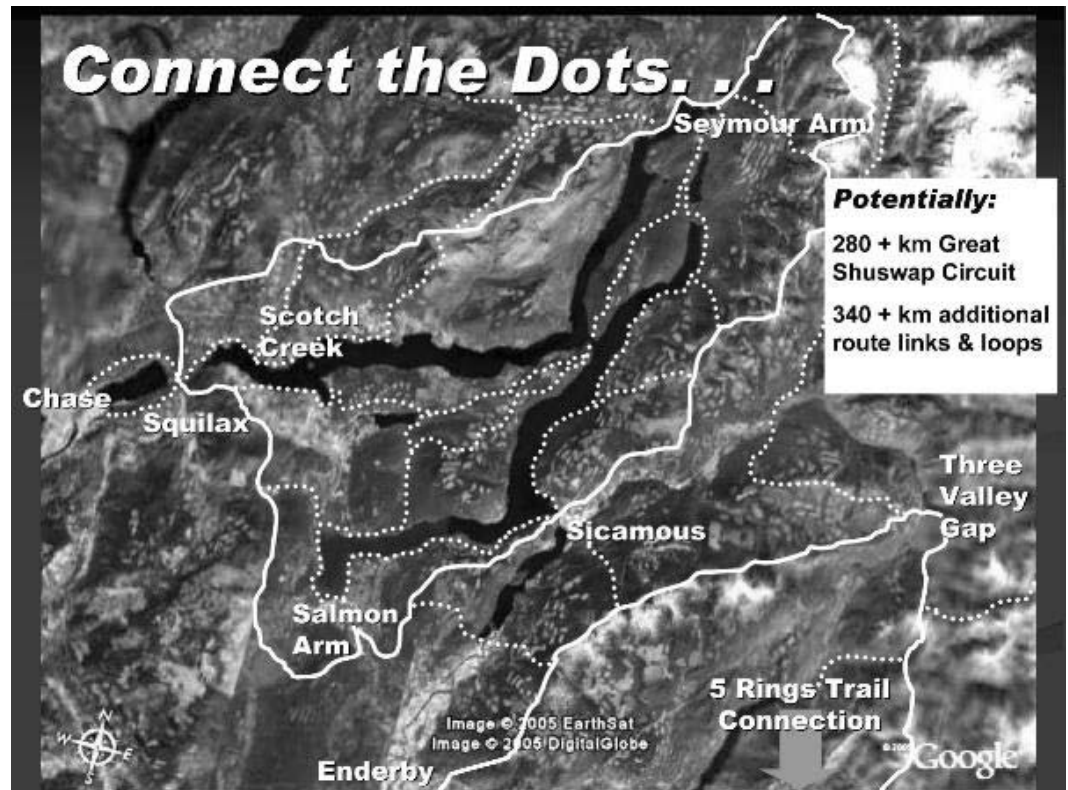 Connect the Dots. . .
Seymour Arm
Potentially:
280 + km Great
Shuswap Circuit
340 + km additional
route links & loops
Scotch
Creek
Chase
Squilax
Three
Valley
Gap
Sicamous
Salmon
Arm
5 Rings Trail
Connection
Image © 2005 EarthSat
Image © 2005 DigitalGlobe
© 2005 Google
Enderby
N
W
E
S